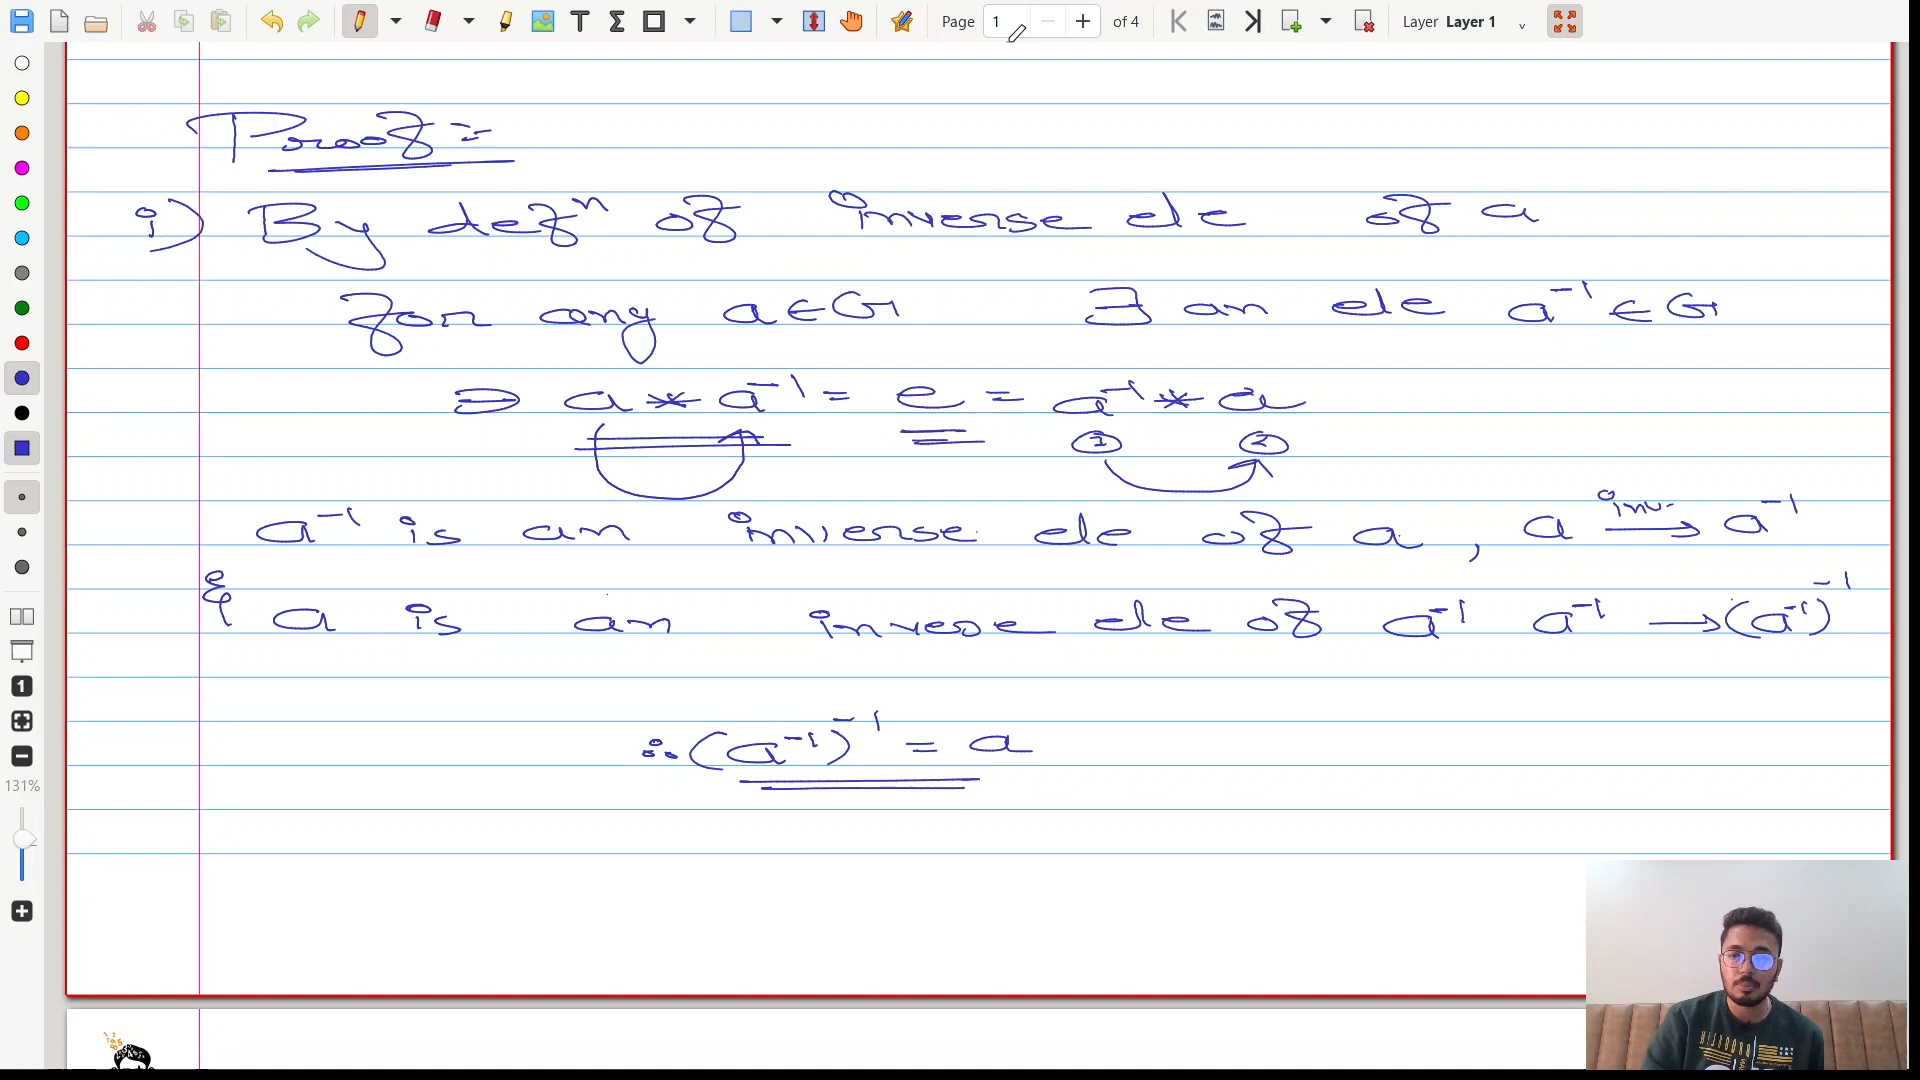 Page 1 of 4 Layer Layer 1
Proof :-
i) By defⁿ of inverse ele of a
for any a ∈ G ∃ an ele a⁻¹ ∈ G
∋ a * a⁻¹ = e = a⁻¹ * a
① ②
a⁻¹ is an inverse ele of a , a inv. → a⁻¹
& a is an inverse ele of a⁻¹ a⁻¹ → (a⁻¹)⁻¹
∴ (a⁻¹)⁻¹ = a
131%